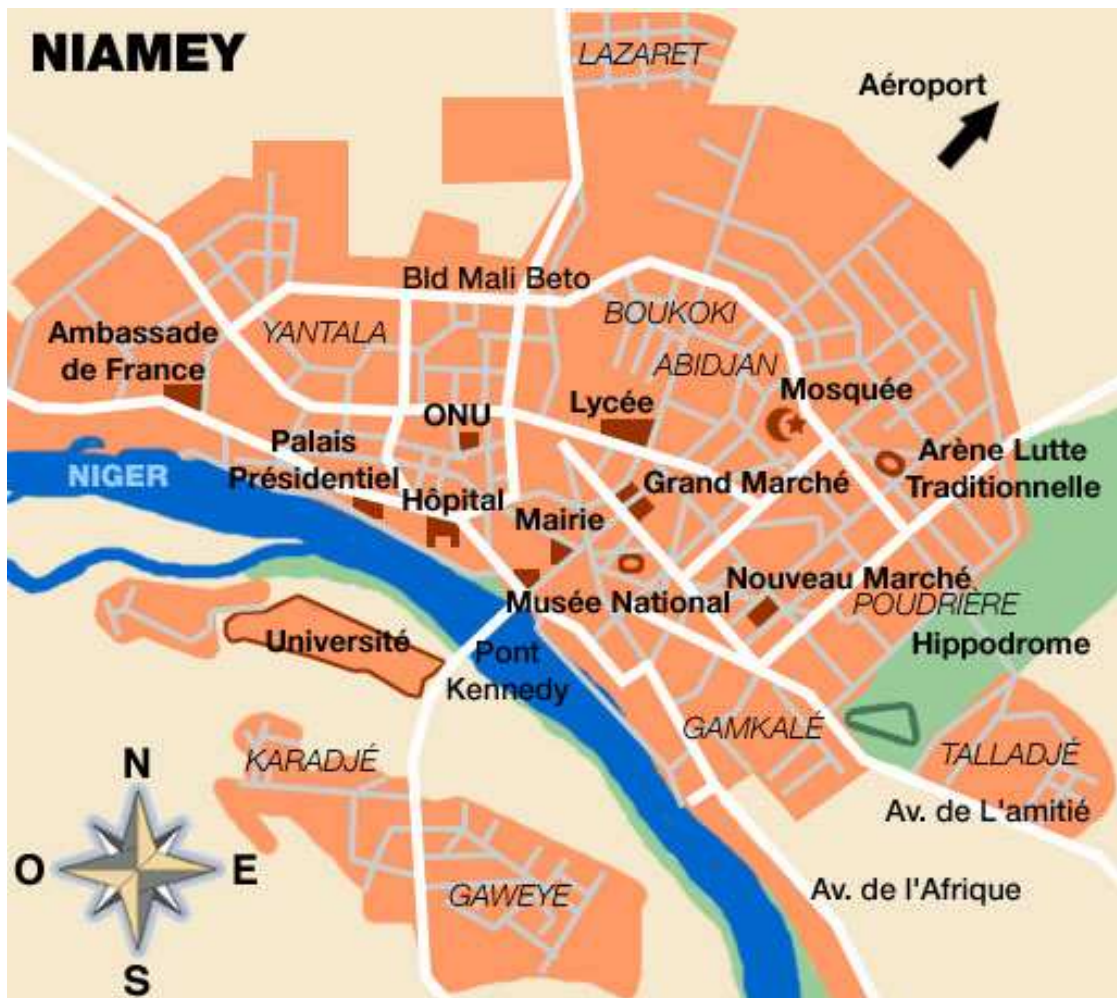 NIAMEY
LAZARET
Aéroport
Bld Mali Beto
BOUKOKI
YANTALA
Ambassade
de France
ABIDJAN
Mosquée
Lycée
ONU
Palais
Présidentiel
Arène Lutte
Traditionnelle
NIGER
Grand Marché
Hôpital
Mairie
Nouveau Marché
Musée National
POUDRIÈRE
Université
Hippodrome
Pont
Kennedy
GAMKALÉ
TALLADJÉ
KARADJÉ
N
Av. de L'amitié
O
E
GAWEYE
Av. de l'Afrique
S